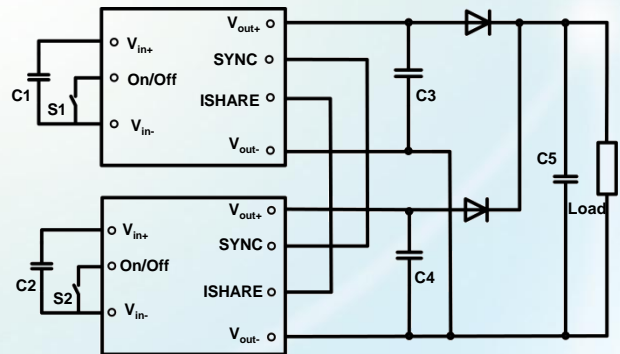 Vout+
Vin+
SYNC
On/Off
C1
S1
ISHARE
C3
Vin-
Vout-
C5
Vout+
Load
Vin+
SYNC
On/Off
C2
S2
C4
ISHARE
Vin-
Vout-